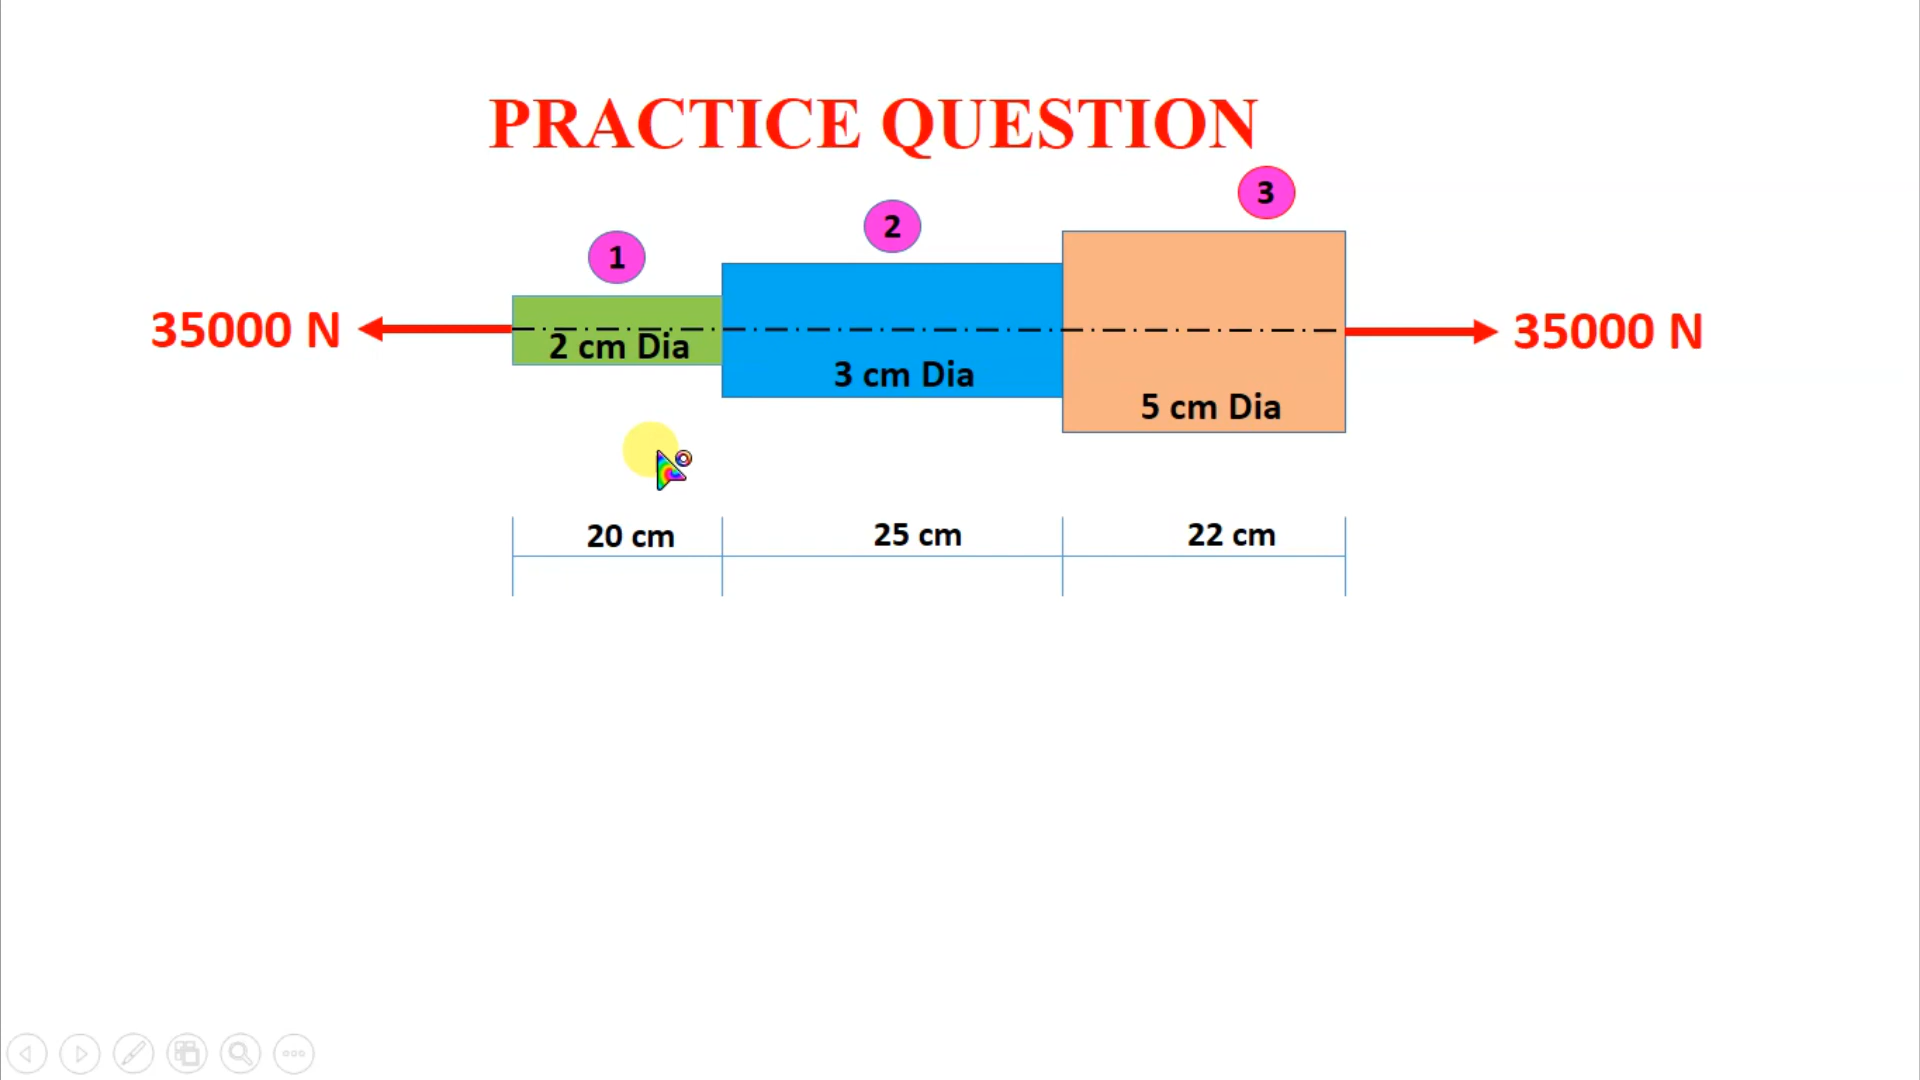 PRACTICE QUESTION
1
2
3
35000 N
2 cm Dia
3 cm Dia
5 cm Dia
35000 N
20 cm
25 cm
22 cm